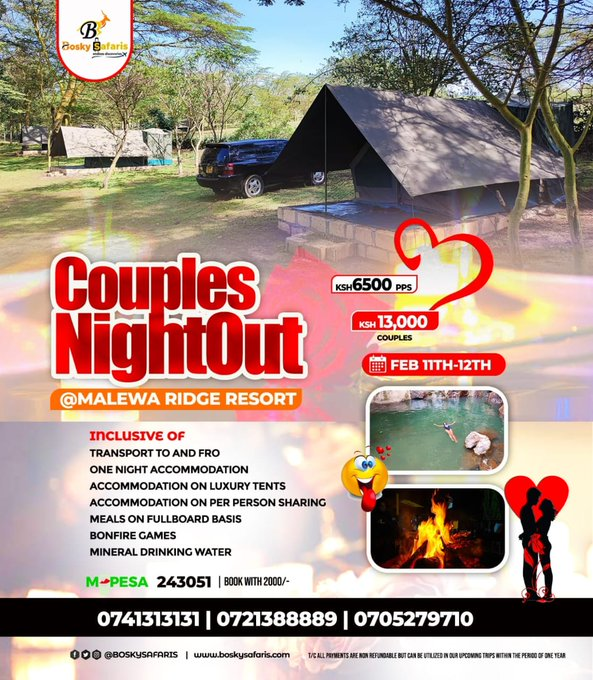 Bosky Safaris
Couples
NightOut
@MALEWA RIDGE RESORT
KSH 6500 PPS
KSH 13,000
COUPLES
FEB 11TH-12TH
INCLUSIVE OF
TRANSPORT TO AND FRO
ONE NIGHT ACCOMMODATION
ACCOMMODATION ON LUXURY TENTS
ACCOMMODATION ON PER PERSON SHARING
MEALS ON FULLBOARD BASIS
BONFIRE GAMES
MINERAL DRINKING WATER
M-PESA 243051 | BOOK WITH 2000/-
0741313131 | 0721388889 | 0705279710
@BOSKYSAFARIS | www.boskysafaris.com
T/C ALL PAYMENTS ARE NON REFUNDABLE BUT CAN BE UTILIZED IN OUR UPCOMING TRIPS WITHIN THE PERIOD OF ONE YEAR